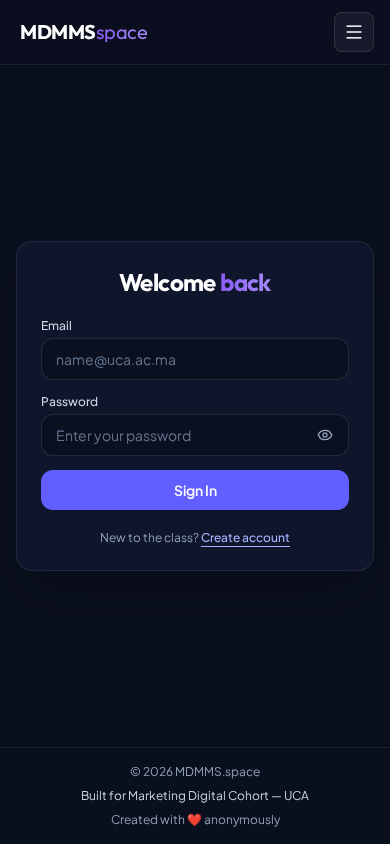 MDMMSspace
Welcome back
Email
name@uca.ac.ma
Password
Enter your password
Sign In
New to the class? Create account
© 2026 MDMMS.space
Built for Marketing Digital Cohort — UCA
Created with ❤️ anonymously